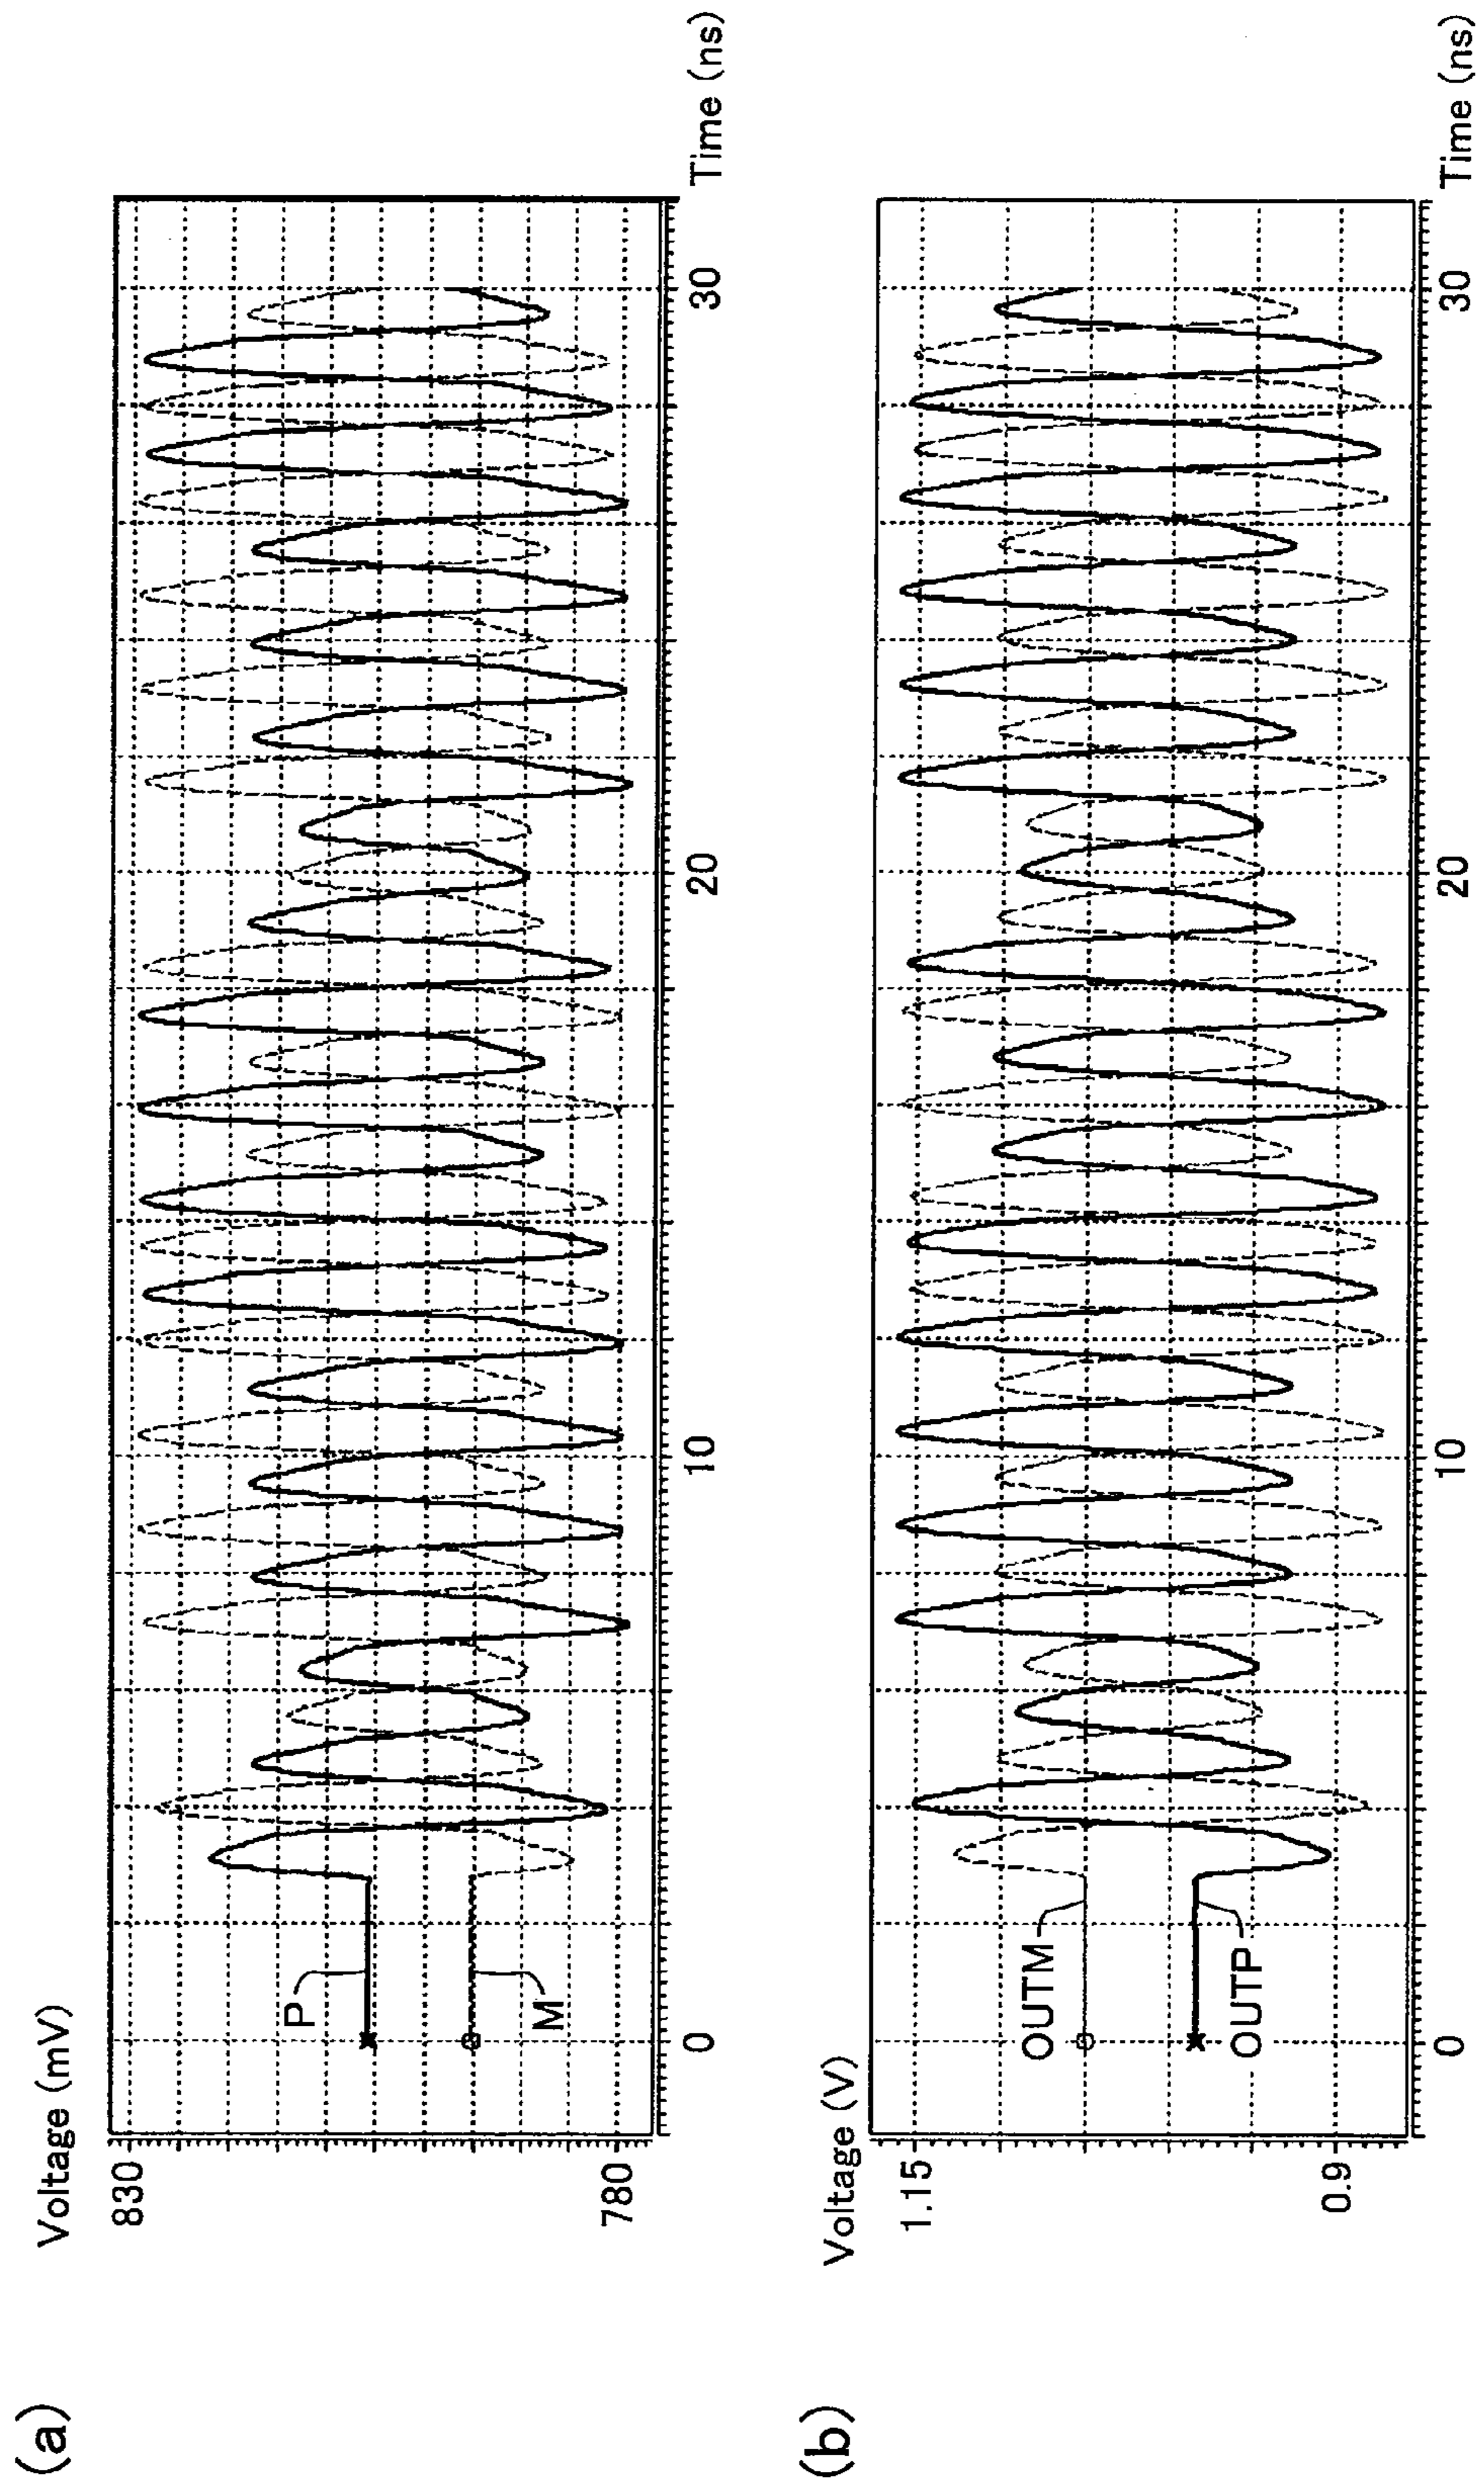 (a)
Voltage (mV)
830
780
P
M
0
10
20
30
Time (ns)
(b)
Voltage (V)
1.15
0.9
OUTM
OUTP
0
10
20
30
Time (ns)